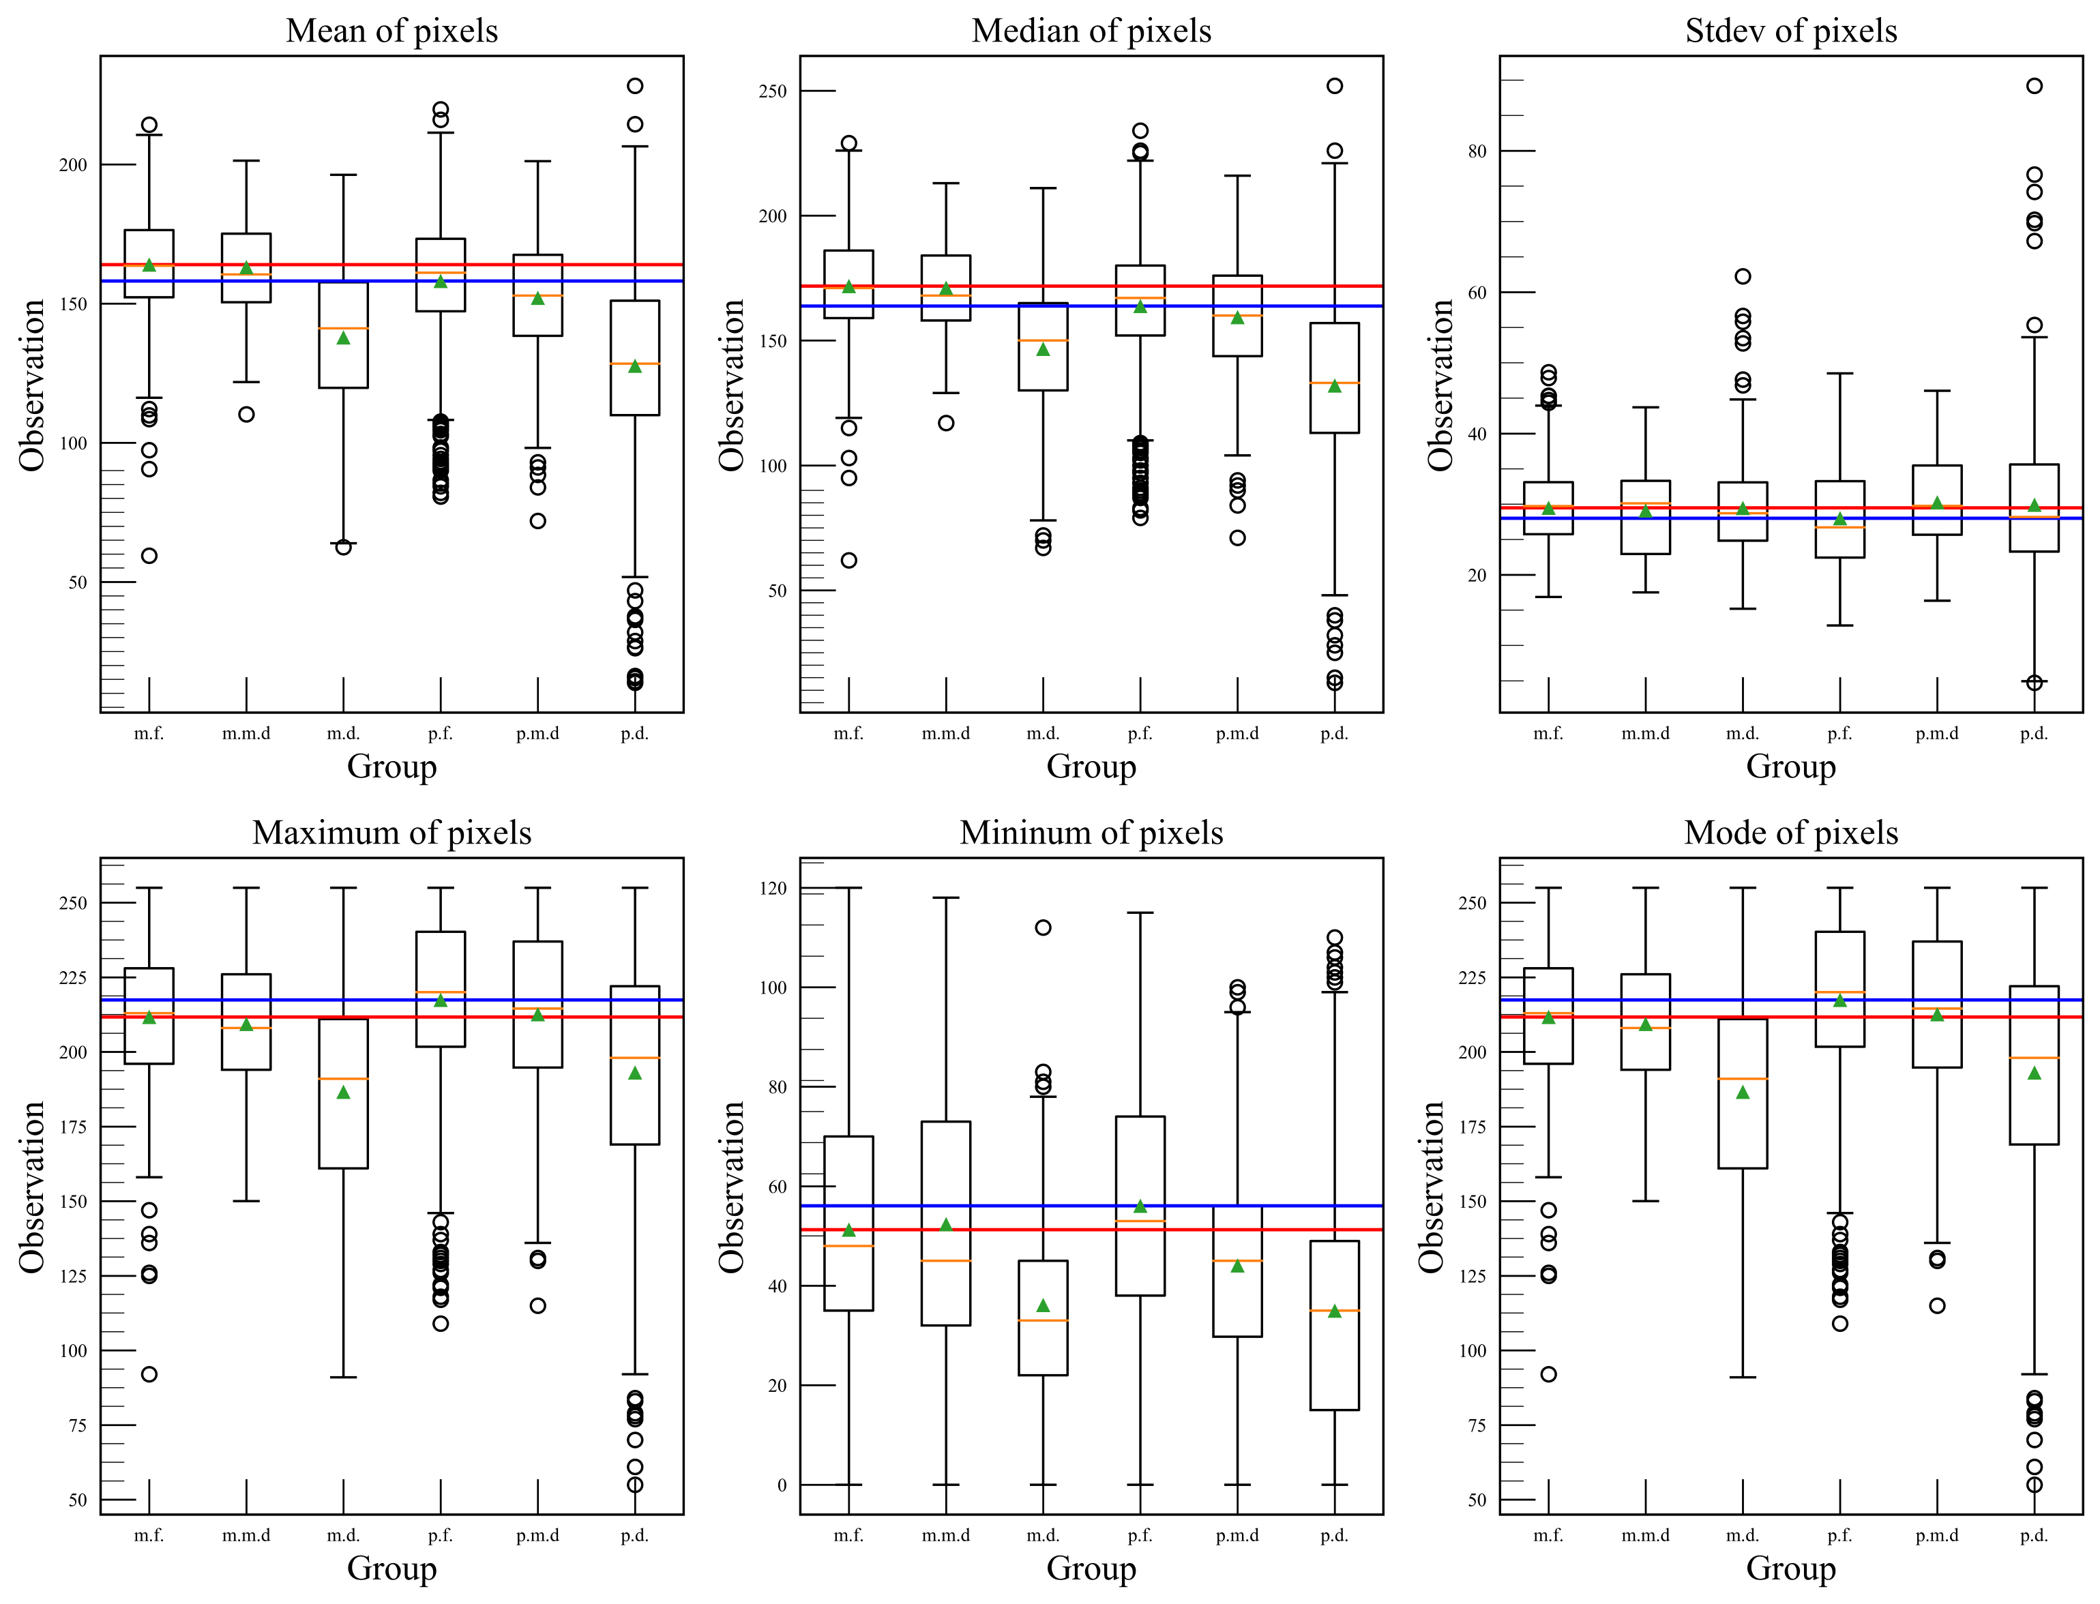 Mean of pixels
Observation
200
150
100
50
m.f. m.m.d m.d. p.f. p.m.d p.d.
Group
Median of pixels
Observation
250
200
150
100
50
m.f. m.m.d m.d. p.f. p.m.d p.d.
Group
Stdev of pixels
Observation
80
60
40
20
m.f. m.m.d m.d. p.f. p.m.d p.d.
Group
Maximum of pixels
Observation
250
225
200
175
150
125
100
75
50
m.f. m.m.d m.d. p.f. p.m.d p.d.
Group
Mininum of pixels
Observation
120
100
80
60
40
20
0
m.f. m.m.d m.d. p.f. p.m.d p.d.
Group
Mode of pixels
Observation
250
225
200
175
150
125
100
75
50
m.f. m.m.d m.d. p.f. p.m.d p.d.
Group